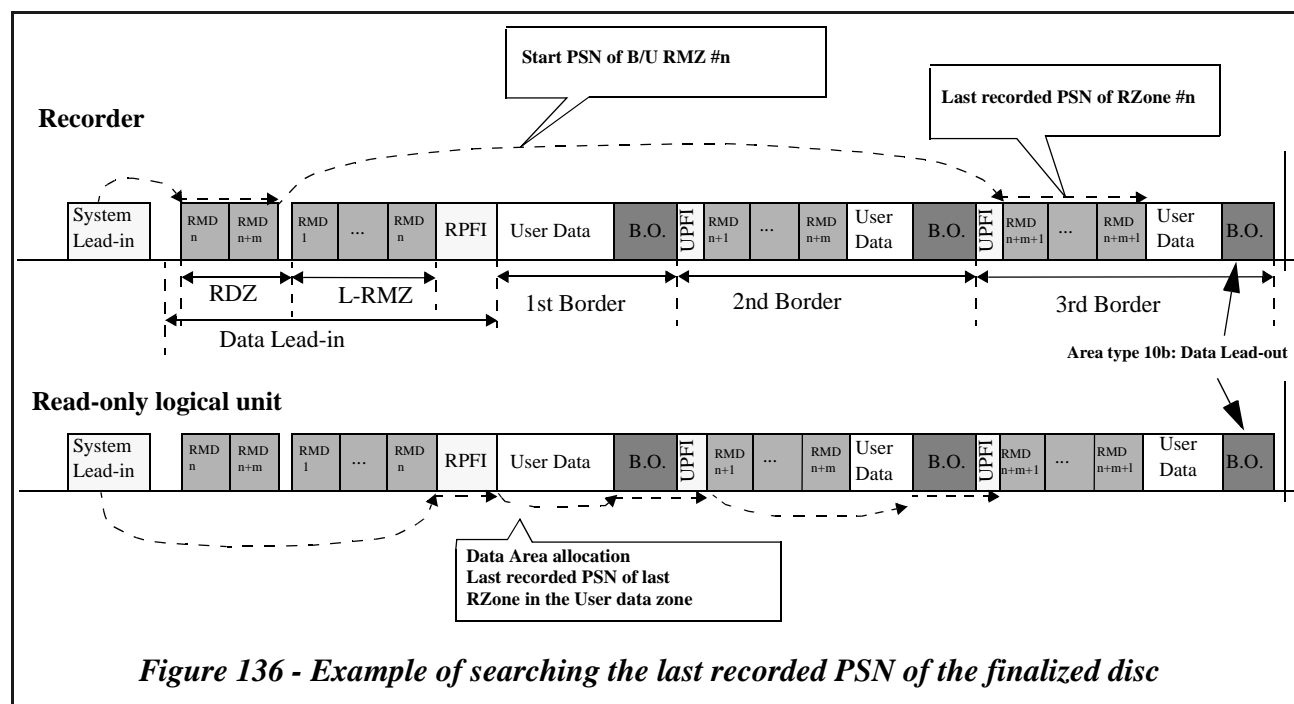 Start PSN of B/U RMZ #n
Last recorded PSN of RZone #n
Recorder
System
Lead-in
RMD
n
RMD
n+m
RMD
1
...
RMD
n
RPFI
User Data
B.O.
UPFI
RMD
n+1
...
RMD
n+m
User
Data
B.O.
UPFI
RMD
n+m+1
...
RMD
n+m+l
User
Data
B.O.
RDZ
L-RMZ
1st Border
2nd Border
3rd Border
Data Lead-in
Area type 10b: Data Lead-out
Read-only logical unit
System
Lead-in
RMD
n
RMD
n+m
RMD
1
...
RMD
n
RPFI
User Data
B.O.
UPFI
RMD
n+1
...
RMD
n+m
User
Data
B.O.
UPFI
RMD
n+m+1
...
RMD
n+m+l
User
Data
B.O.
Data Area allocation
Last recorded PSN of last
RZone in the User data zone
Figure 136 - Example of searching the last recorded PSN of the finalized disc